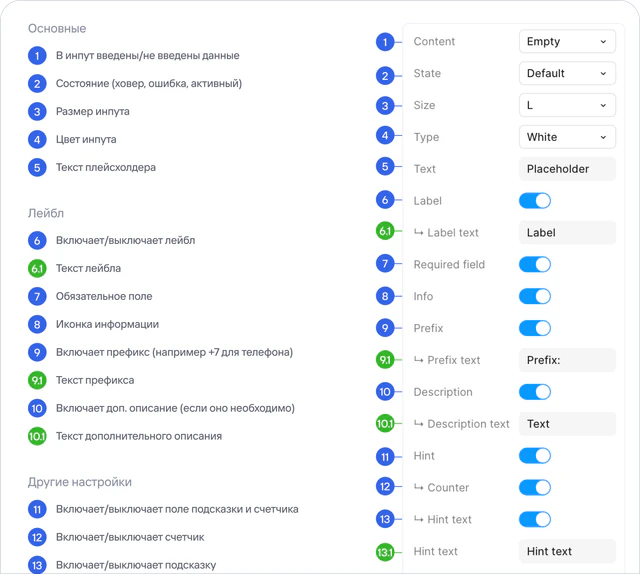 Основные
1 В инпут введены/не введены данные
2 Состояние (ховер, ошибка, активный)
3 Размер инпута
4 Цвет инпута
5 Текст плейсхолдера
Лейбл
6 Включает/выключает лейбл
6.1 Текст лейбла
7 Обязательное поле
8 Иконка информации
9 Включает префикс (например +7 для телефона)
9.1 Текст префикса
10 Включает доп. описание (если оно необходимо)
10.1 Текст дополнительного описания
Другие настройки
11 Включает/выключает поле подсказки и счетчика
12 Включает/выключает счетчик
13 Включает/выключает подсказку
1 Content Empty
2 State Default
3 Size L
4 Type White
5 Text Placeholder
6 Label
6.1 ↳ Label text Label
7 Required field
8 Info
9 Prefix
9.1 ↳ Prefix text Prefix:
10 Description
10.1 ↳ Description text Text
11 Hint
12 ↳ Counter
13 ↳ Hint text
13.1 Hint text Hint text